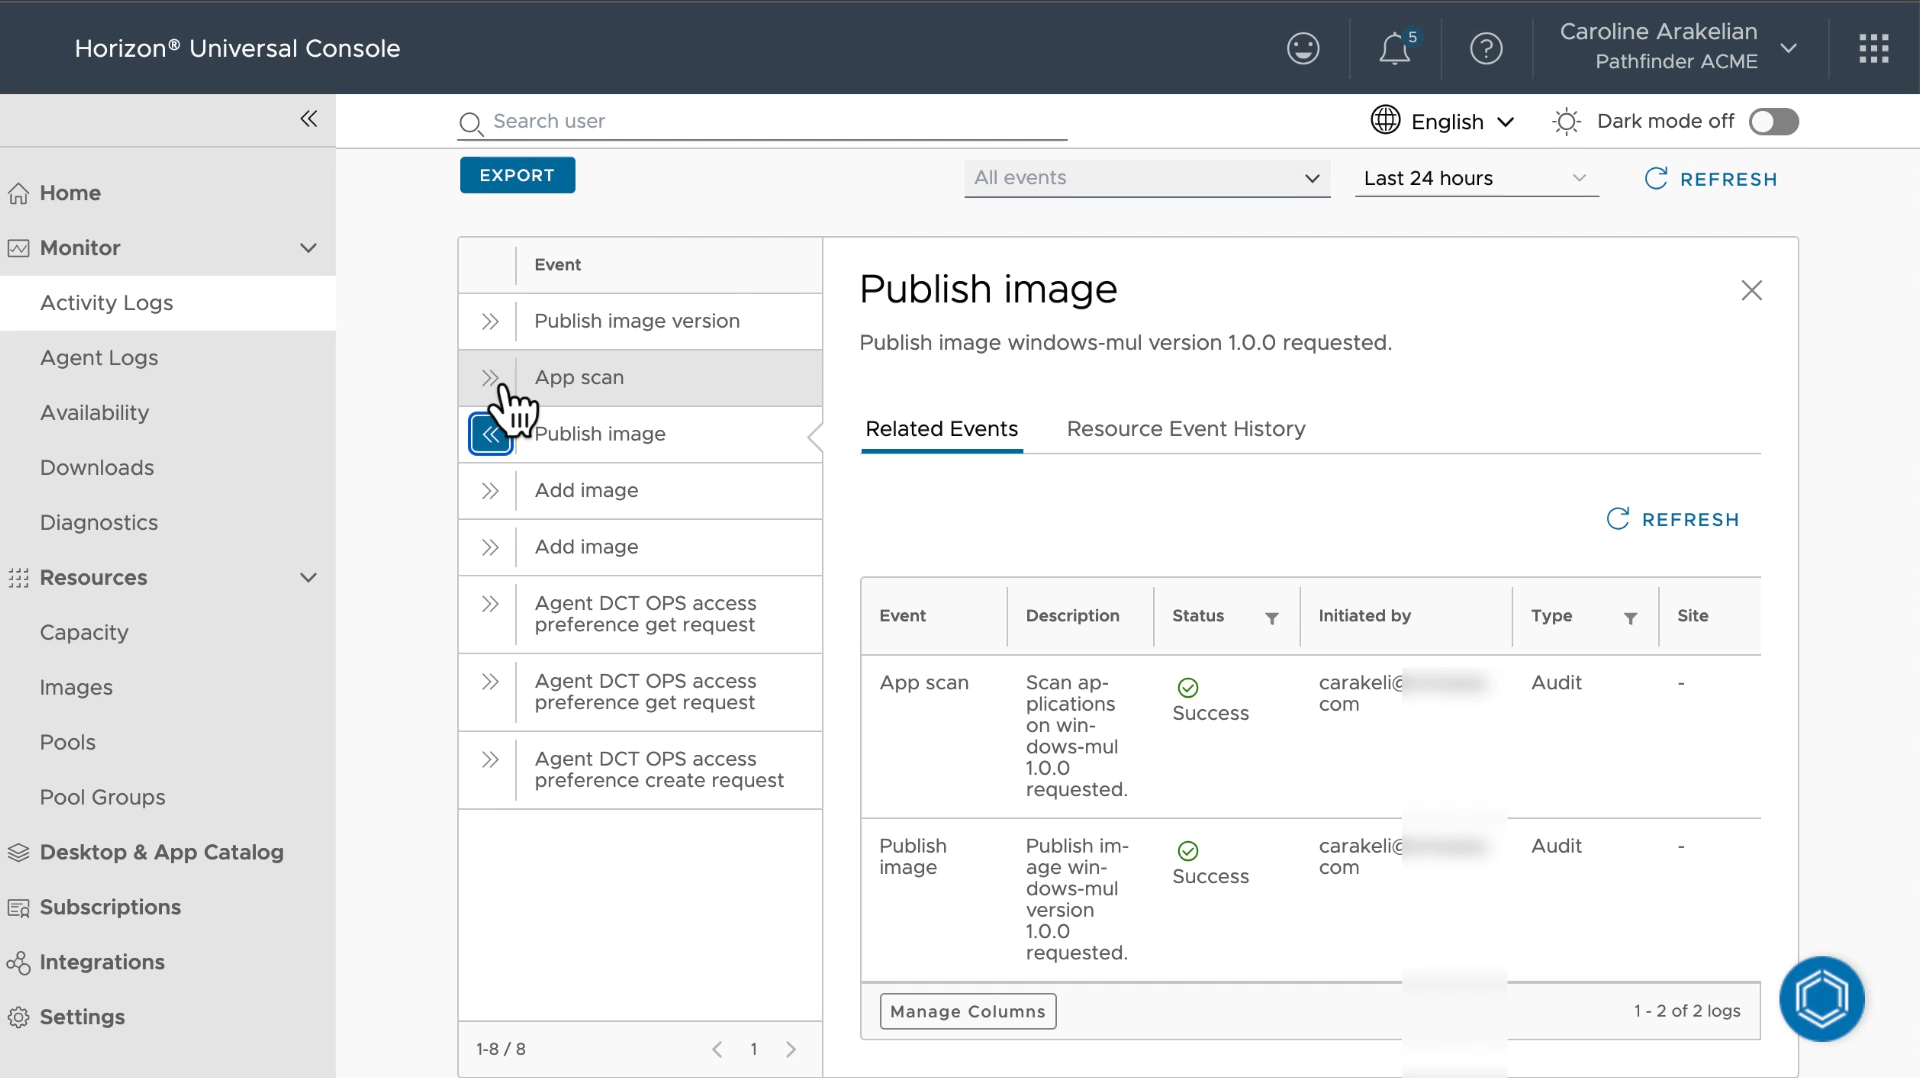 Horizon® Universal Console
5
Caroline Arakelian
Pathfinder ACME
Search user
English
Dark mode off
Home
Monitor
Activity Logs
Agent Logs
Availability
Downloads
Diagnostics
Resources
Capacity
Images
Pools
Pool Groups
Desktop & App Catalog
Subscriptions
Integrations
Settings
EXPORT
All events
Last 24 hours
REFRESH
Event
Publish image version
App scan
Publish image
Add image
Add image
Agent DCT OPS access
preference get request
Agent DCT OPS access
preference get request
Agent DCT OPS access
preference create request
1-8 / 8
1
Publish image
Publish image windows-mul version 1.0.0 requested.
Related Events
Resource Event History
REFRESH
Event
Description
Status
Initiated by
Type
Site
App scan
Scan ap-
plications
on win-
dows-mul
1.0.0
requested.
Success
carakeli@
com
Audit
-
Publish
image
Publish im-
age win-
dows-mul
version
1.0.0
requested.
Success
carakeli@
com
Audit
-
Manage Columns
1 - 2 of 2 logs